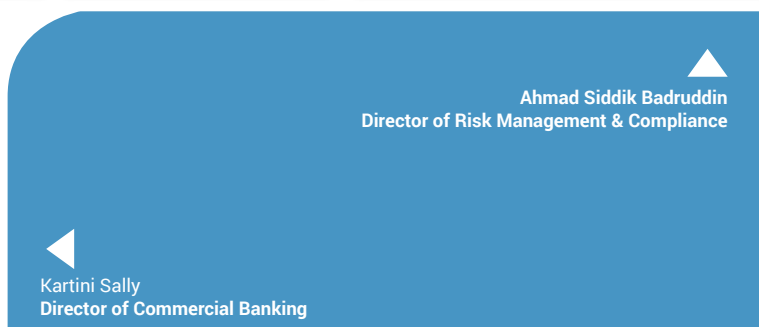 Ahmad Siddik Badruddin
Director of Risk Management & Compliance
Kartini Sally
Director of Commercial Banking